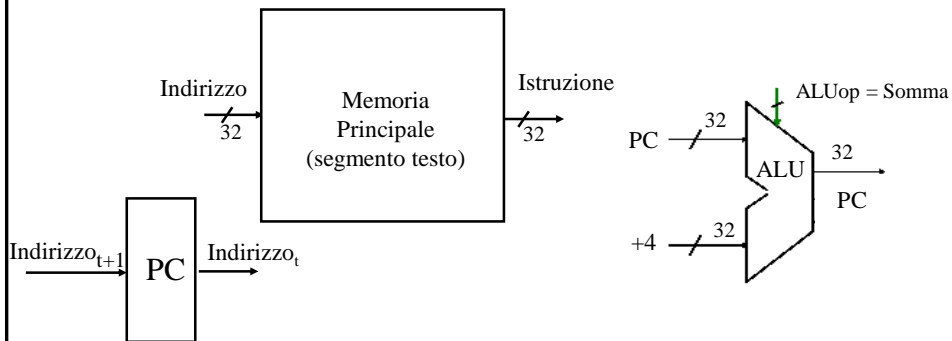 Indirizzo
32
Memoria
Principale
(segmento testo)
Istruzione
32
Indirizzo_{t+1}
PC
Indirizzo_t
ALUop = Somma
PC
32
ALU
32
PC
+4
32